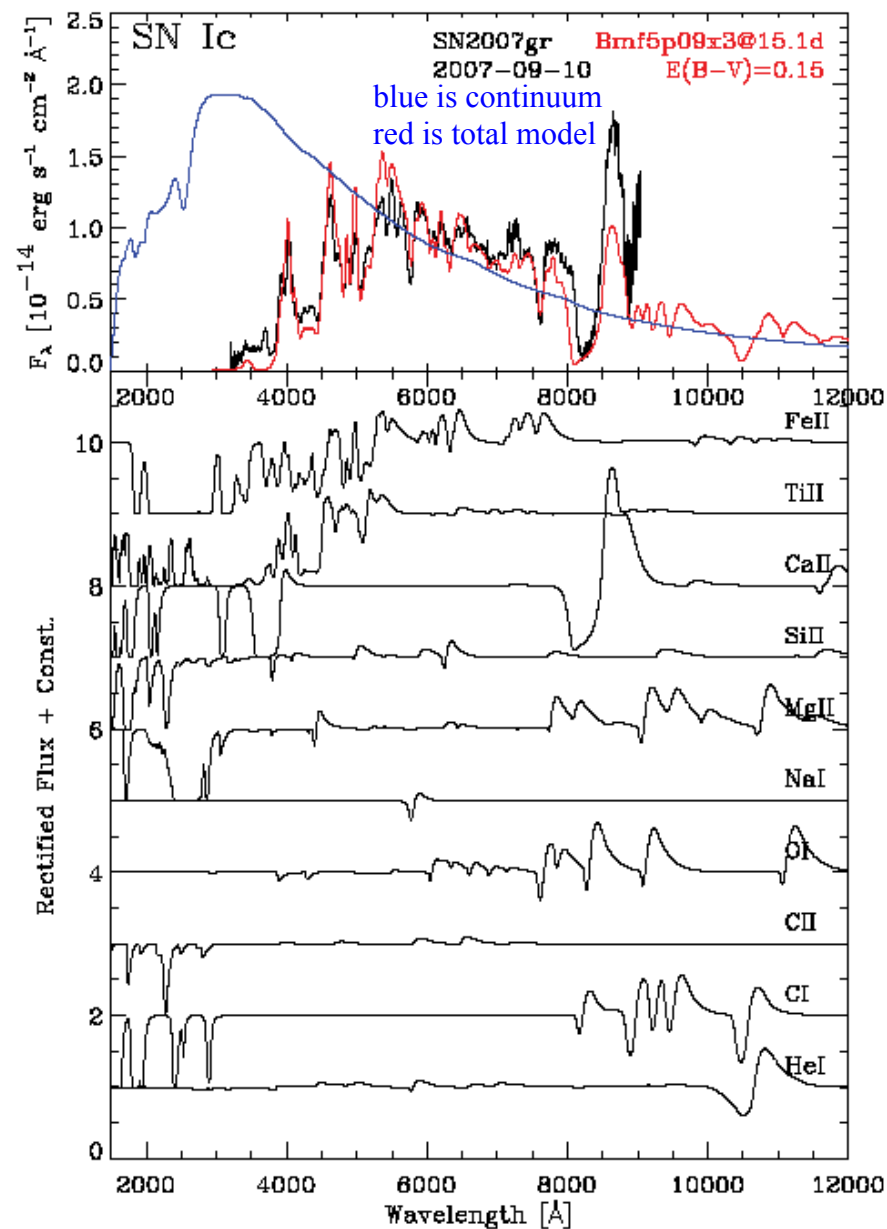 SN Ic
SN2007gr Bmf5p09x3@15.1d
2007-09-10 E(B-V)=0.15
blue is continuum
red is total model
F_λ [10^-14 erg s^-1 cm^-2 Å^-1]
2.5
2.0
1.5
1.0
0.5
0.0
2000 4000 6000 8000 10000 12000
FeII
TiII
CaII
SiII
MgII
NaI
OI
CII
CI
HeI
Rectified Flux + Const.
10
8
6
4
2
0
2000 4000 6000 8000 10000 12000
Wavelength [Å]